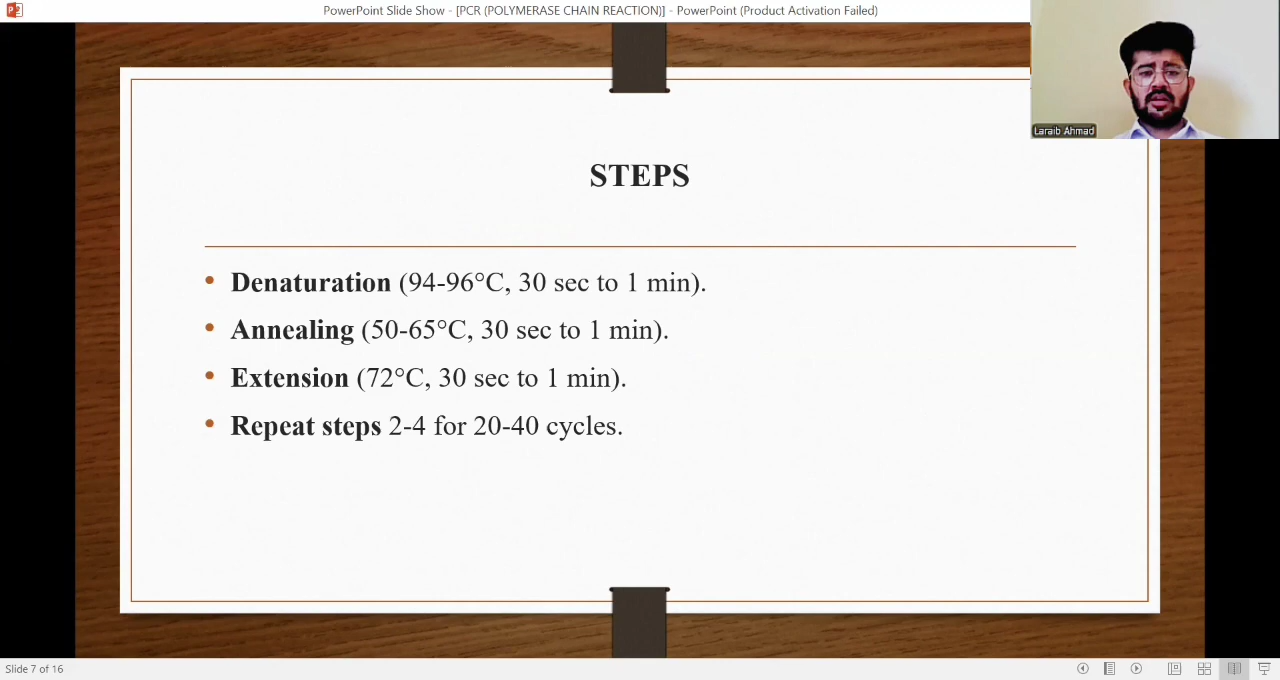 PowerPoint Slide Show - [PCR (POLYMERASE CHAIN REACTION)] - PowerPoint (Product Activation Failed)
Laraib Ahmad
STEPS
• Denaturation (94-96°C, 30 sec to 1 min).
• Annealing (50-65°C, 30 sec to 1 min).
• Extension (72°C, 30 sec to 1 min).
• Repeat steps 2-4 for 20-40 cycles.
Slide 7 of 16